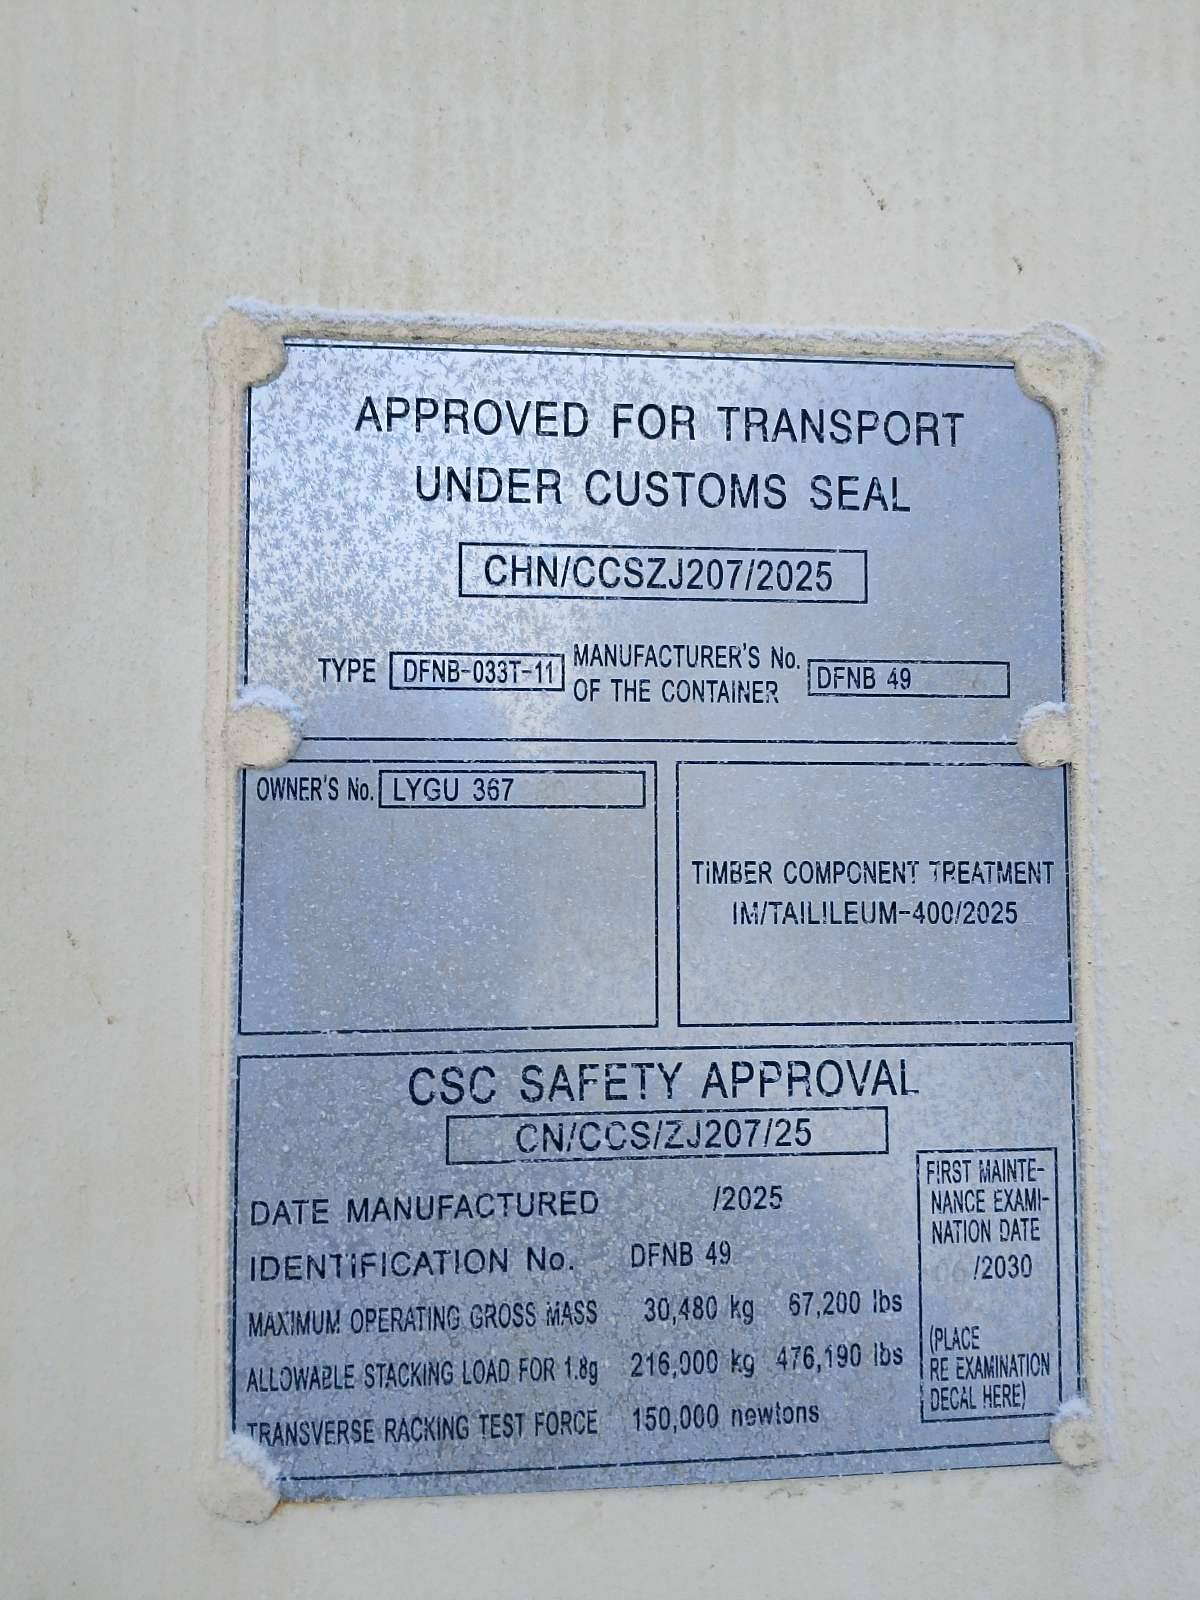 APPROVED FOR TRANSPORT
UNDER CUSTOMS SEAL
CHN/CCSZJ207/2025
TYPE DFNB-033T-11 MANUFACTURER'S No. OF THE CONTAINER DFNB 49
OWNER'S No. LYGU 367
TIMBER COMPONENT TREATMENT
IM/TAILILEUM-400/2025
CSC SAFETY APPROVAL
CN/CCS/ZJ207/25
DATE MANUFACTURED /2025
IDENTIFICATION No. DFNB 49
MAXIMUM OPERATING GROSS MASS 30,480 kg 67,200 lbs
ALLOWABLE STACKING LOAD FOR 1.8g 216,000 kg 476,190 lbs
TRANSVERSE RACKING TEST FORCE 150,000 newtons
FIRST MAINTE-
NANCE EXAMI-
NATION DATE
/2030
(PLACE
RE EXAMINATION
DECAL HERE)